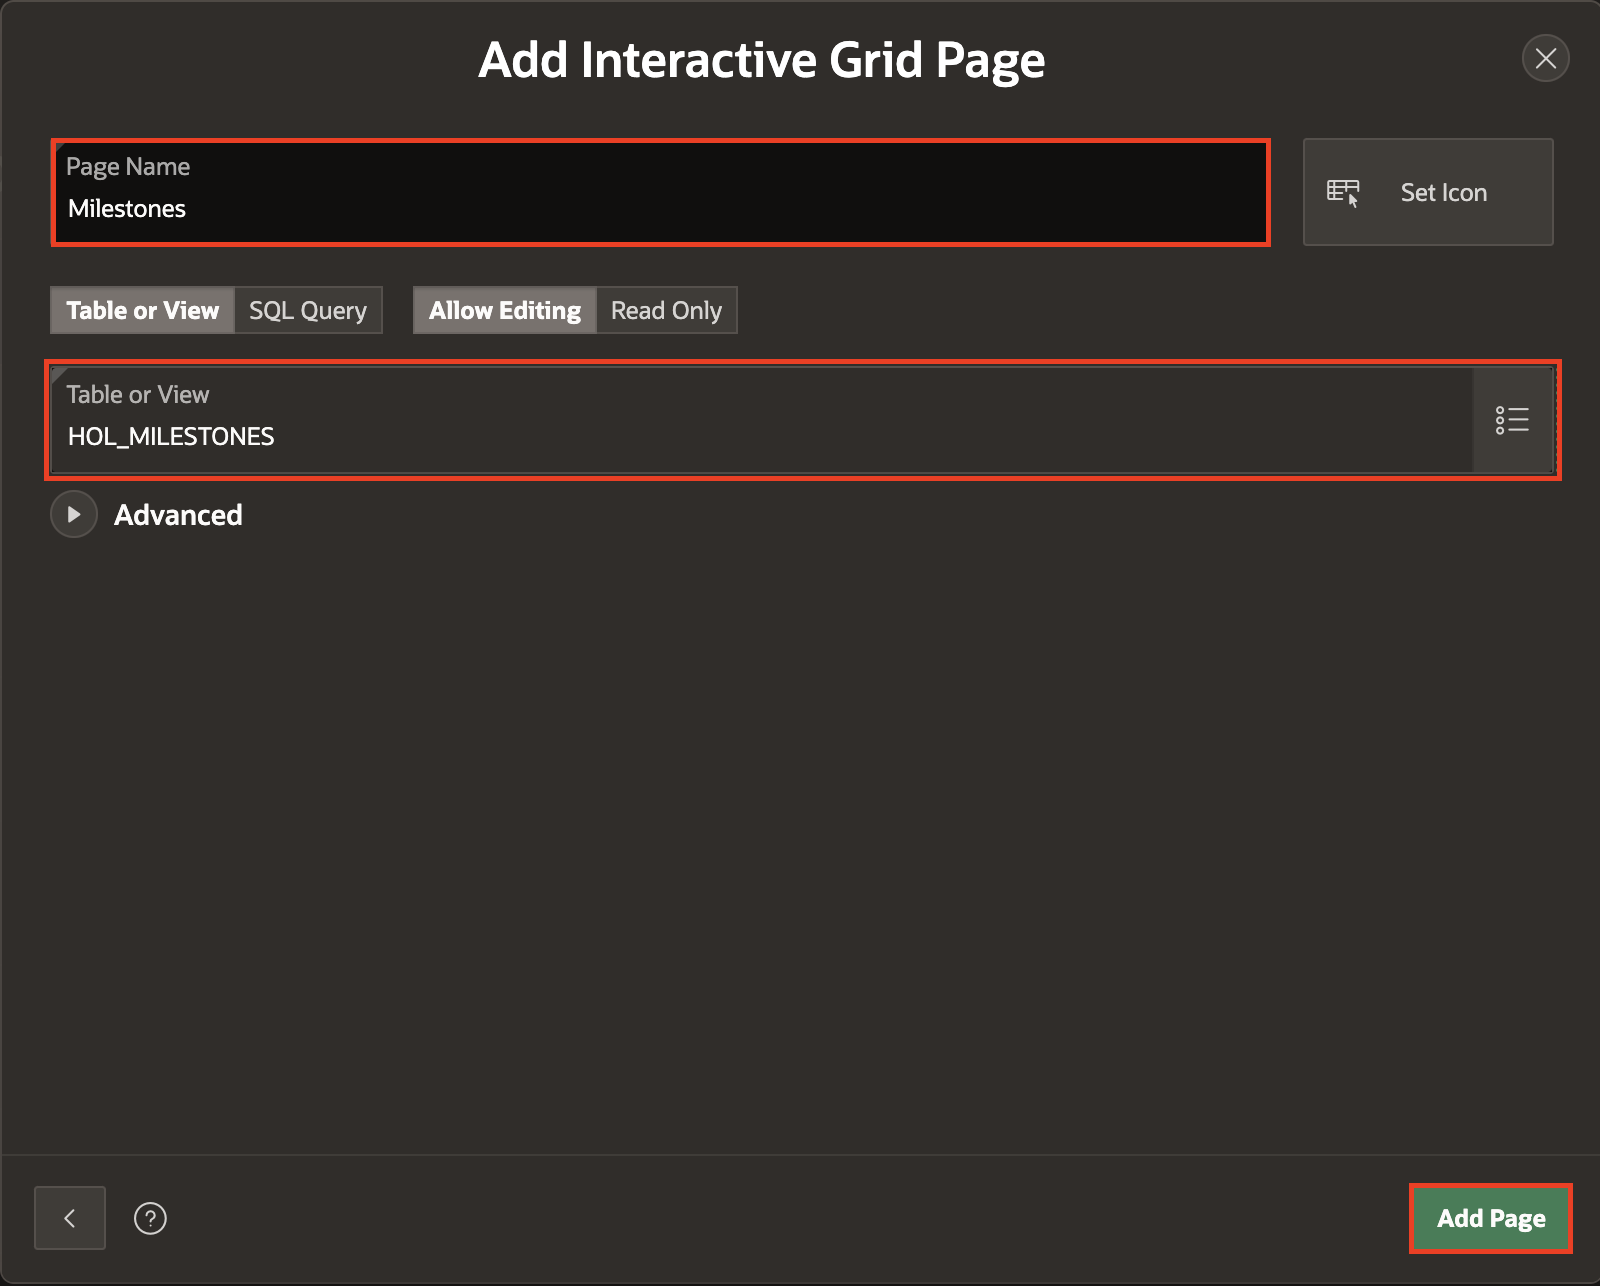 Add Interactive Grid Page
Page Name
Milestones
Set Icon
Table or View SQL Query Allow Editing Read Only
Table or View
HOL_MILESTONES
Advanced
?
Add Page